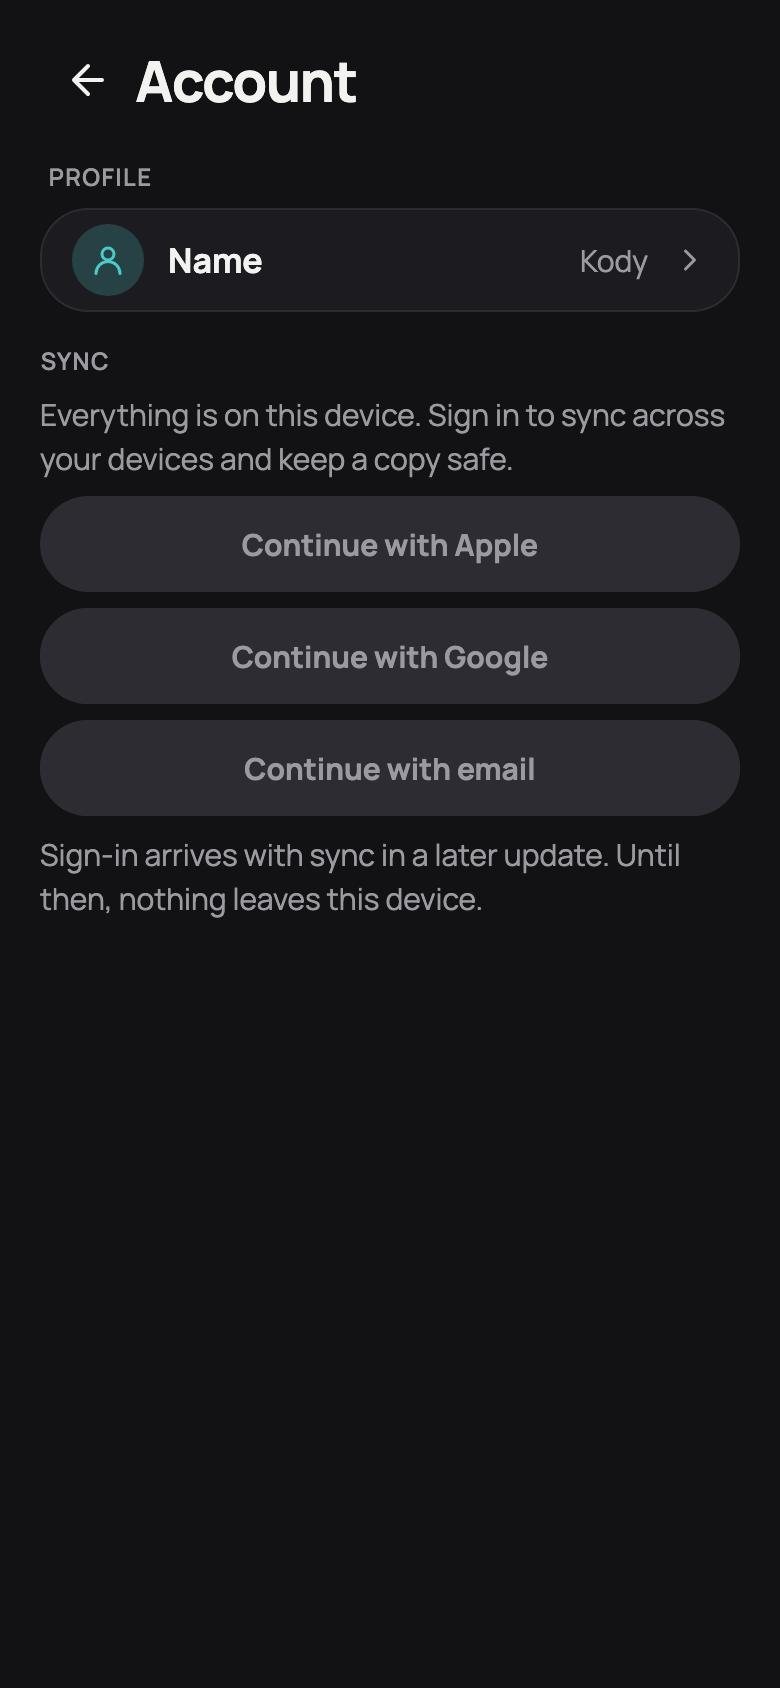 Account
PROFILE
Name
Kody
SYNC
Everything is on this device. Sign in to sync across
your devices and keep a copy safe.
Continue with Apple
Continue with Google
Continue with email
Sign-in arrives with sync in a later update. Until
then, nothing leaves this device.